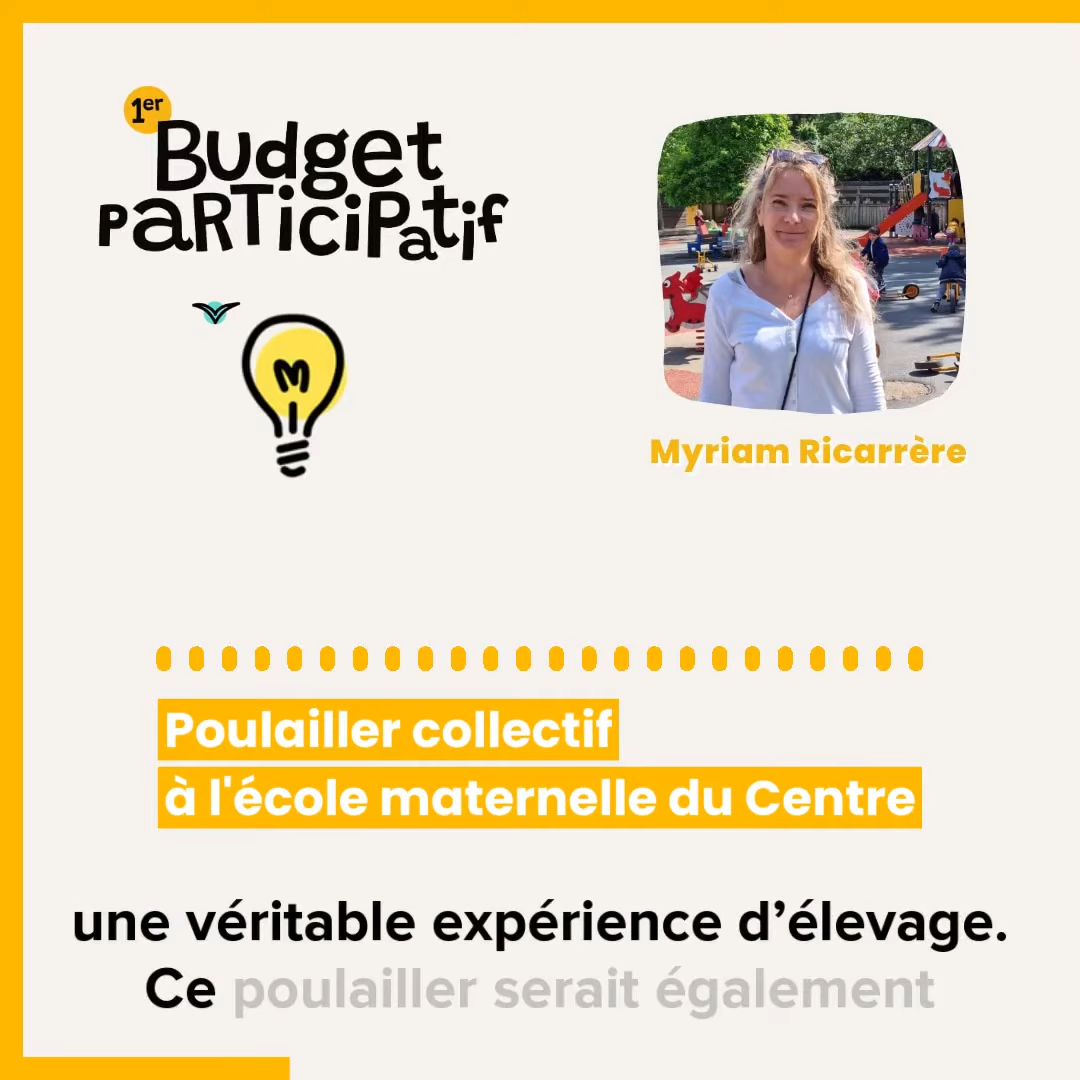 1er
Budget
PaRTiciPatif
M
Myriam Ricarrère
Poulailler collectif
à l'école maternelle du Centre
une véritable expérience d’élevage.
Ce poulailler serait également